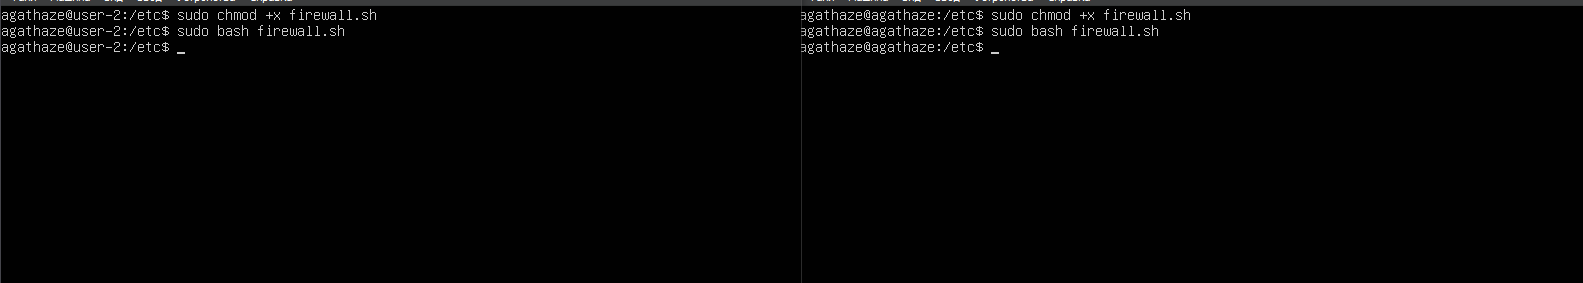 agathaze@user-2:/etc$ sudo chmod +x firewall.sh
agathaze@user-2:/etc$ sudo bash firewall.sh
agathaze@user-2:/etc$ _
agathaze@agathaze:/etc$ sudo chmod +x firewall.sh
agathaze@agathaze:/etc$ sudo bash firewall.sh
agathaze@agathaze:/etc$ _